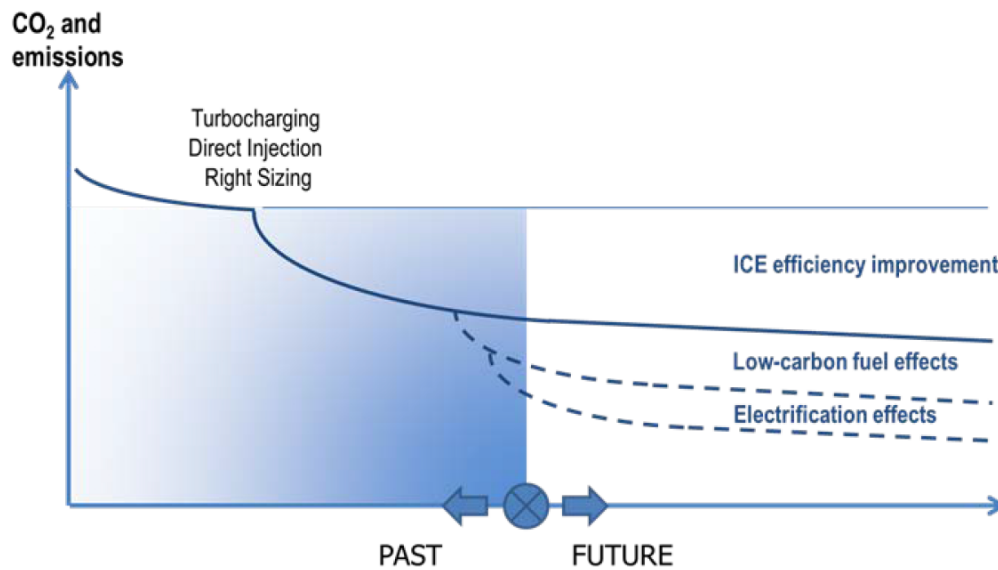 CO₂ and
emissions
Turbocharging
Direct Injection
Right Sizing
ICE efficiency improvement
Low-carbon fuel effects
Electrification effects
PAST
FUTURE